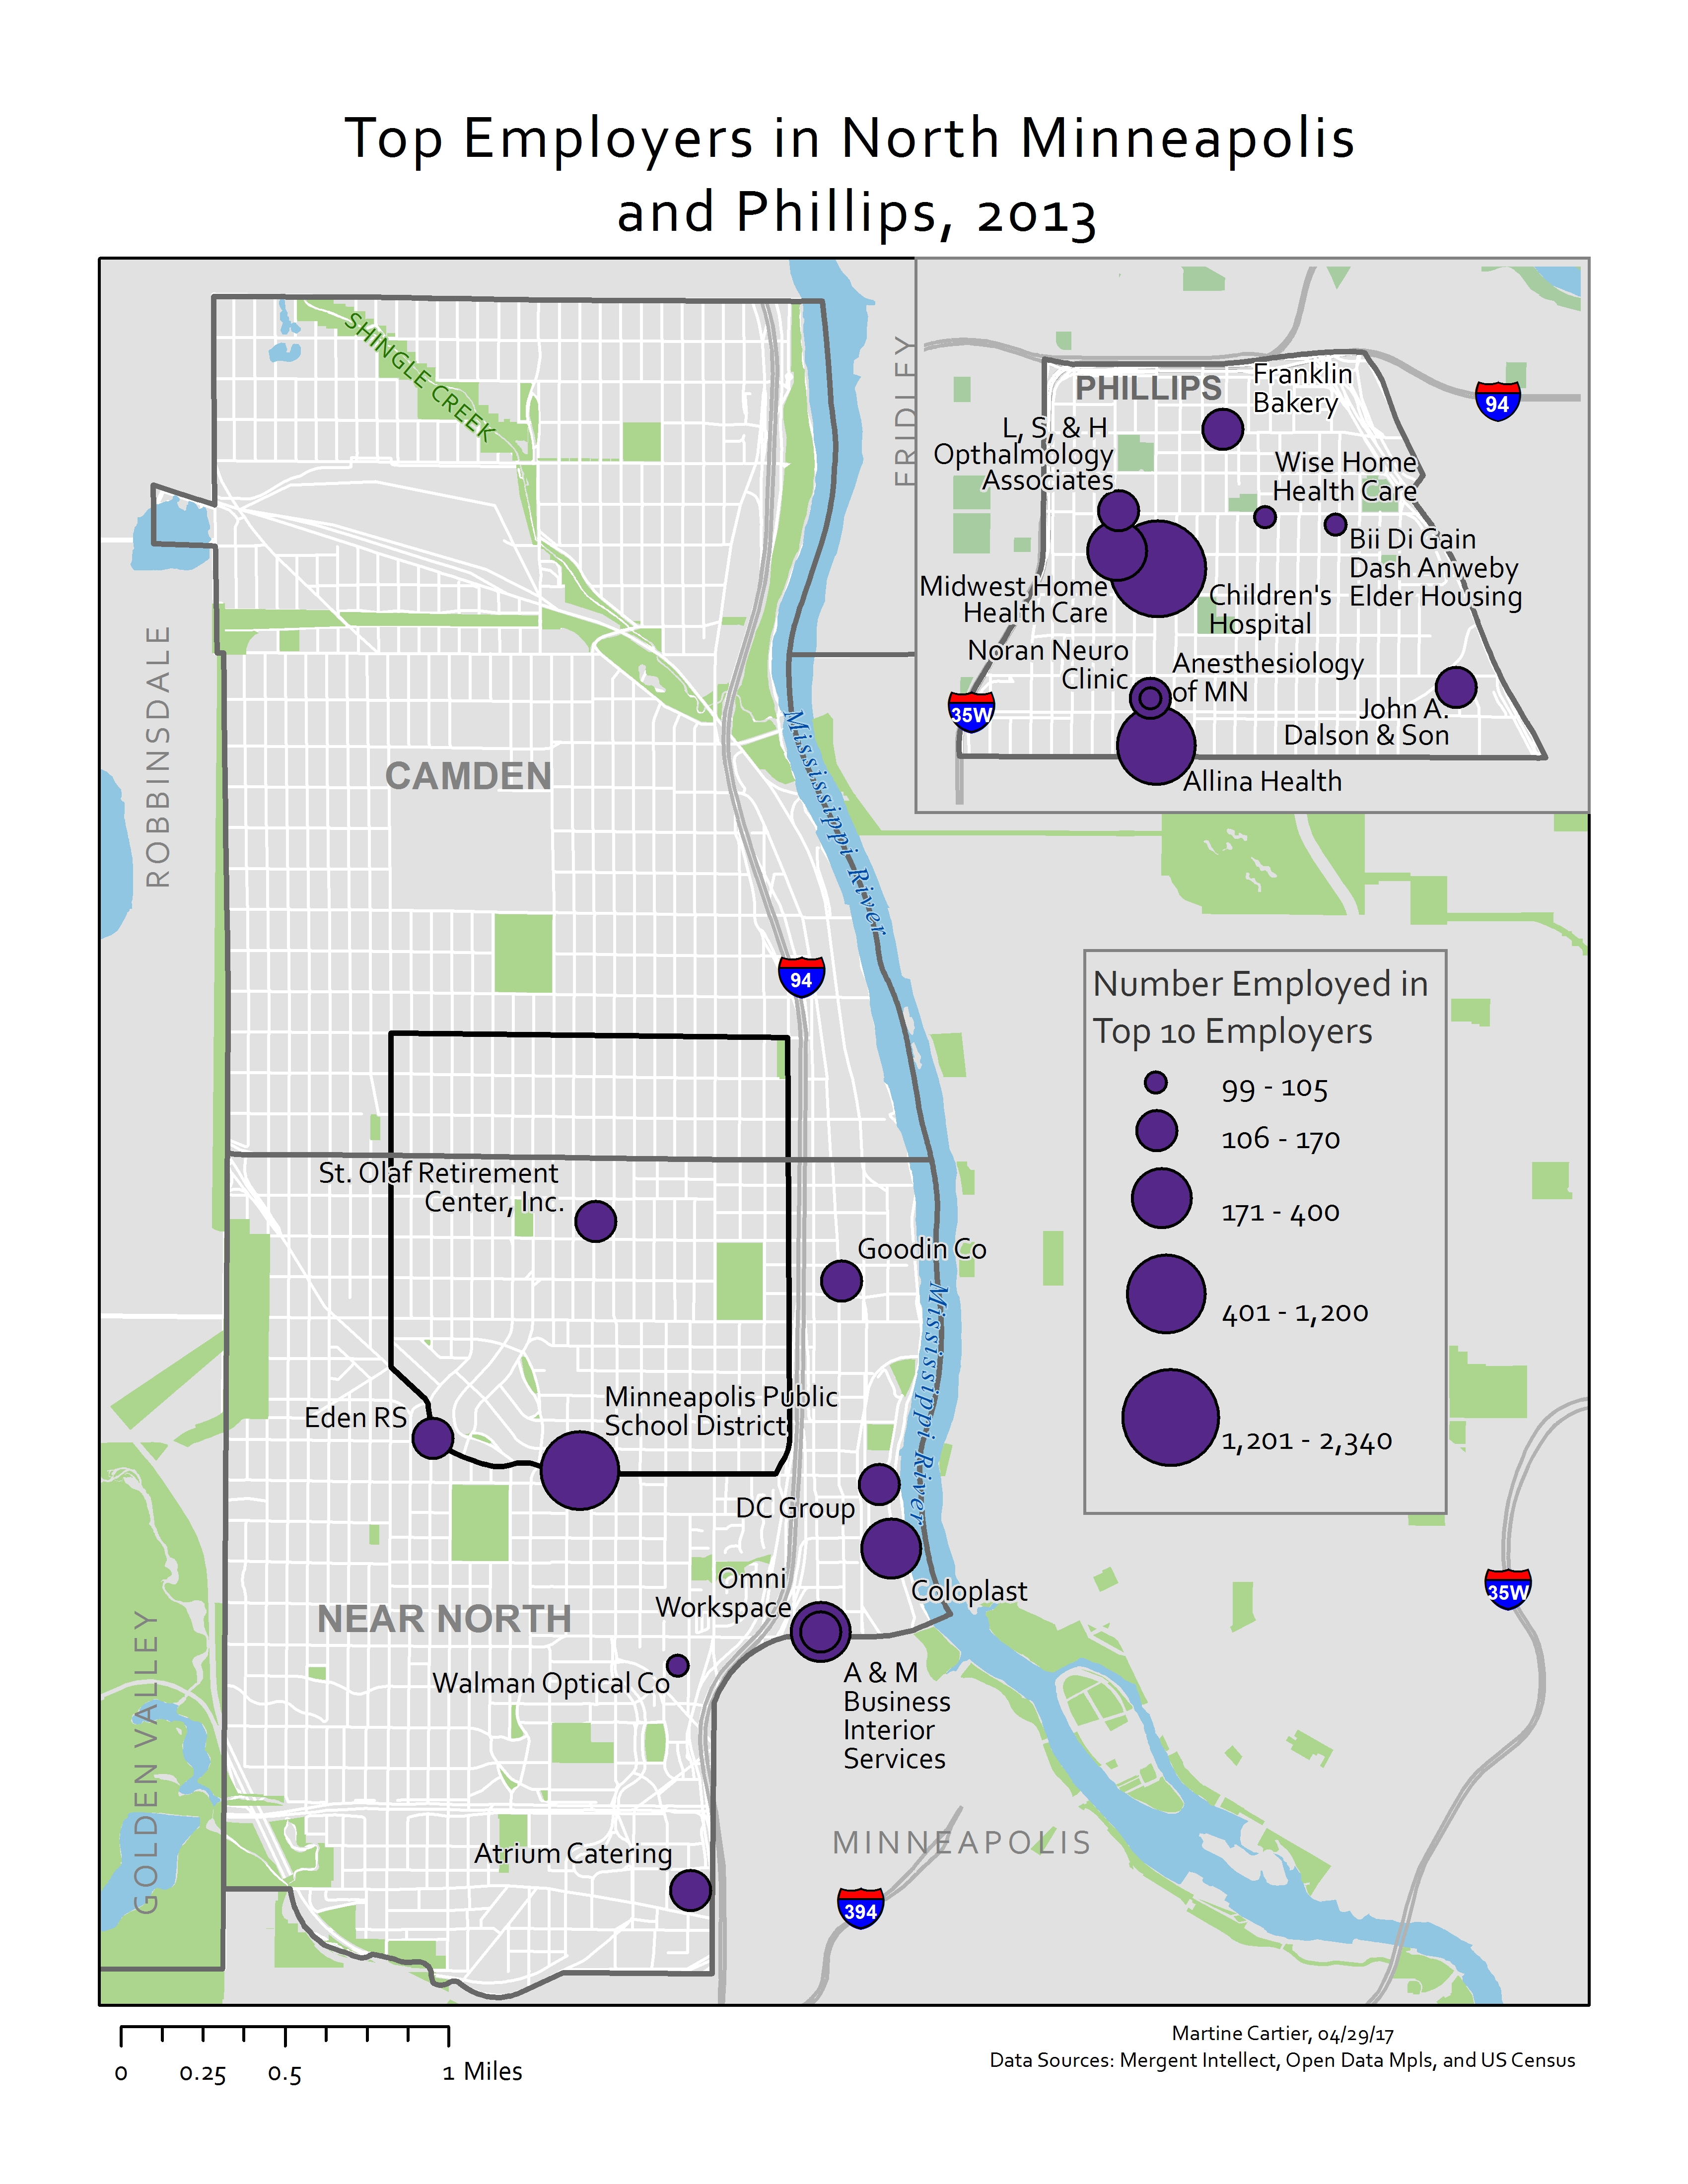 Top Employers in North Minneapolis
and Phillips, 2013
SHINGLE CREEK
FRIDLEY
PHILLIPS
Franklin
Bakery
94
L, S, & H
Opthalmology
Associates
Wise Home
Health Care
Bii Di Gain
Dash Anweby
Elder Housing
Midwest Home
Health Care
Children's
Hospital
Noran Neuro
Clinic
Anesthesiology
of MN
35W
John A.
Dalson & Son
Allina Health
ROBBINSDALE
CAMDEN
Mississippi River
94
Number Employed in
Top 10 Employers
99 - 105
106 - 170
171 - 400
401 - 1,200
1,201 - 2,340
St. Olaf Retirement
Center, Inc.
Goodin Co
Mississippi River
Eden RS
Minneapolis Public
School District
DC Group
Coloplast
Omni
Workspace
NEAR NORTH
Walman Optical Co
A & M
Business
Interior
Services
35W
GOLDEN VALLEY
MINNEAPOLIS
Atrium Catering
394
0 0.25 0.5 1 Miles
Martine Cartier, 04/29/17
Data Sources: Mergent Intellect, Open Data Mpls, and US Census